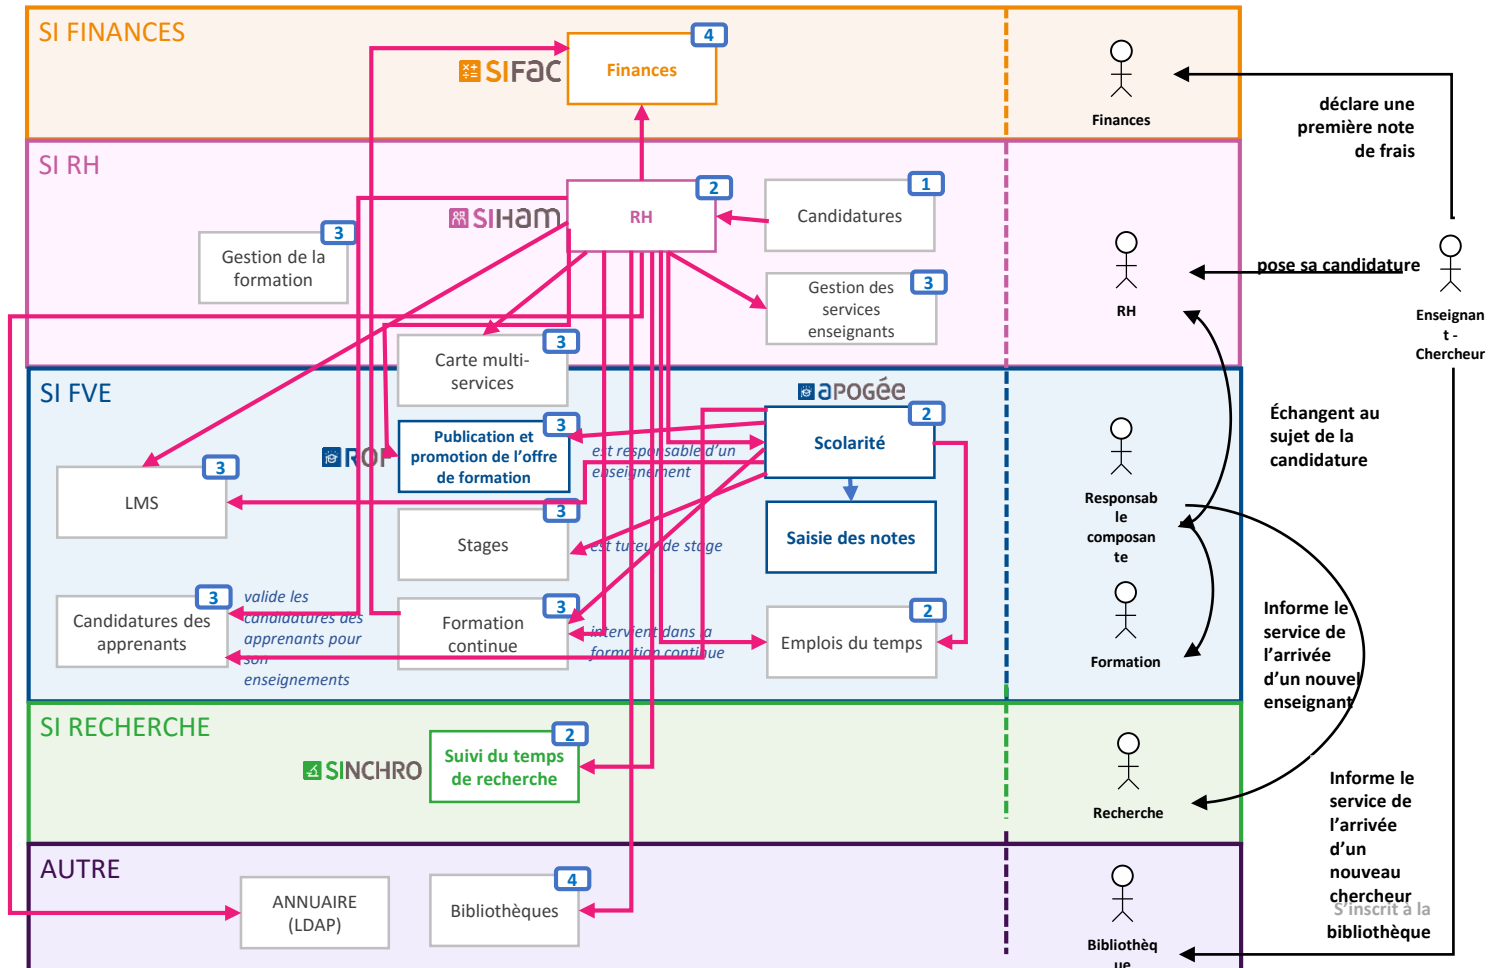 SI FINANCES
4
SIFAC
Finances
Finances
déclare une
première note
de frais
SI RH
2
1
SIHAM
RH
Candidatures
3
Gestion de la
formation
3
Gestion des
services
enseignants
RH
pose sa candidature
Enseignan
t -
Chercheur
3
Carte multi-
services
SI FVE
aPOGée
3
2
ROF
Publication et
promotion de l’offre
de formation
est responsable d’un
enseignement
Scolarité
Échangent au
sujet de la
candidature
3
LMS
3
Stages
est tuteur de stage
Saisie des notes
Responsab
le
composan
te
3
Candidatures des
apprenants
valide les
candidatures des
apprenants pour
son
enseignements
3
Formation
continue
intervient dans la
formation continue
2
Emplois du temps
Formation
Informe le
service de
l’arrivée
d’un nouvel
enseignant
SI RECHERCHE
2
SINCHRO
Suivi du temps
de recherche
Recherche
Informe le
service de
l’arrivée
d’un
nouveau
chercheur
AUTRE
ANNUAIRE
(LDAP)
4
Bibliothèques
Bibliothèq
ue
S’inscrit à la
bibliothèque